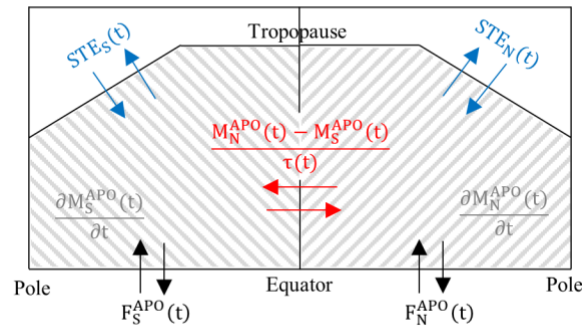 STE_S(t)
Tropopause
STE_N(t)
M_N^APO(t) − M_S^APO(t)
τ(t)
∂M_S^APO(t)
∂t
∂M_N^APO(t)
∂t
Pole
Equator
Pole
F_S^APO(t)
F_N^APO(t)